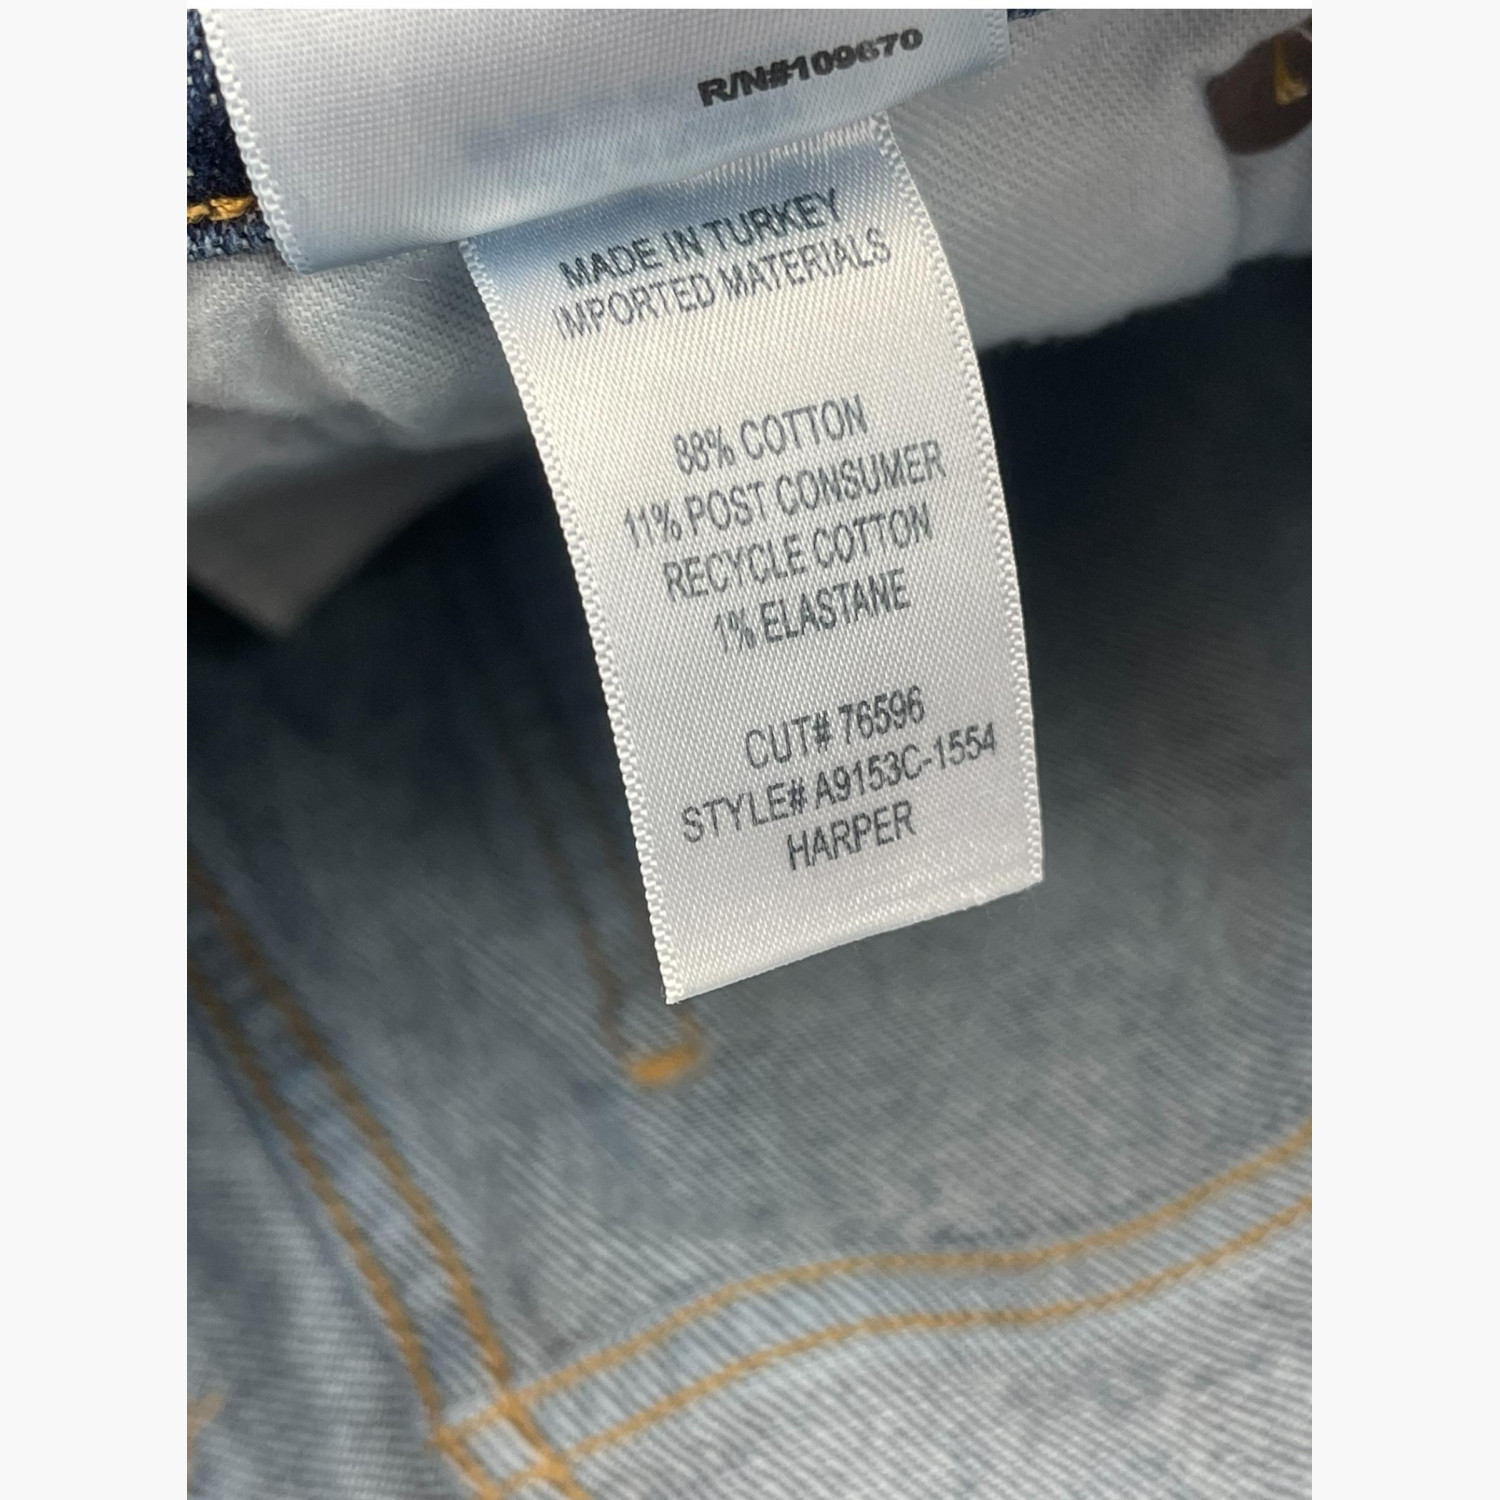 R/N#109670
MADE IN TURKEY
IMPORTED MATERIALS
88% COTTON
11% POST CONSUMER
RECYCLE COTTON
1% ELASTANE
CUT# 76596
STYLE# A9153C-1554
HARPER